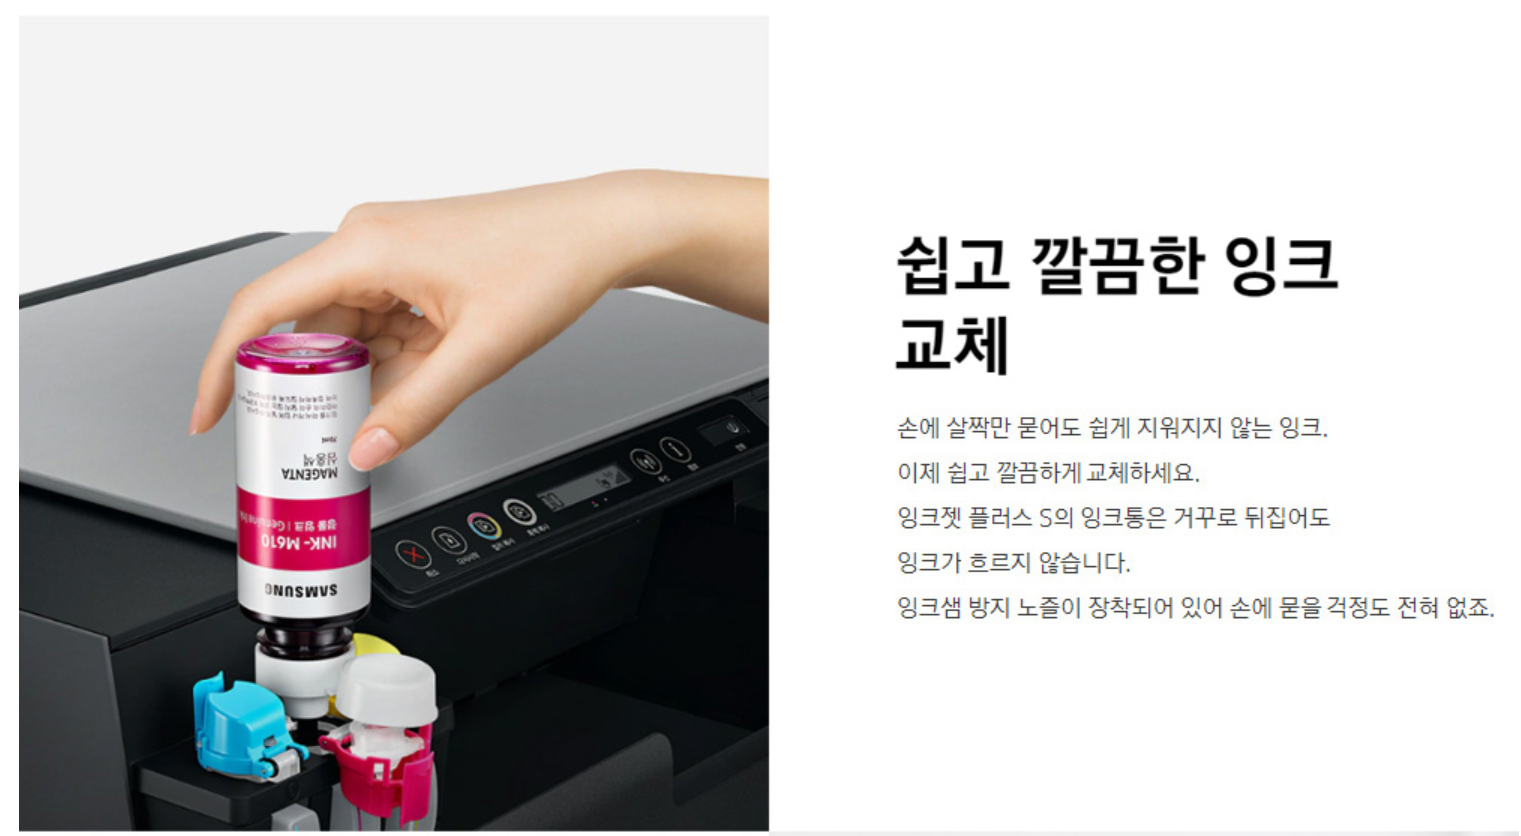 쉽고 깔끔한 잉크
교체
손에 살짝만 묻어도 쉽게 지워지지 않는 잉크.
이제 쉽고 깔끔하게 교체하세요.
잉크젯 플러스 S의 잉크통은 거꾸로 뒤집어도
잉크가 흐르지 않습니다.
잉크샘 방지 노즐이 장착되어 있어 손에 묻을 걱정도 전혀 없죠.
SAMSUNG
INK-M610
정품 잉크 | Genuine Ink
MAGENTA
심홍색
70ml